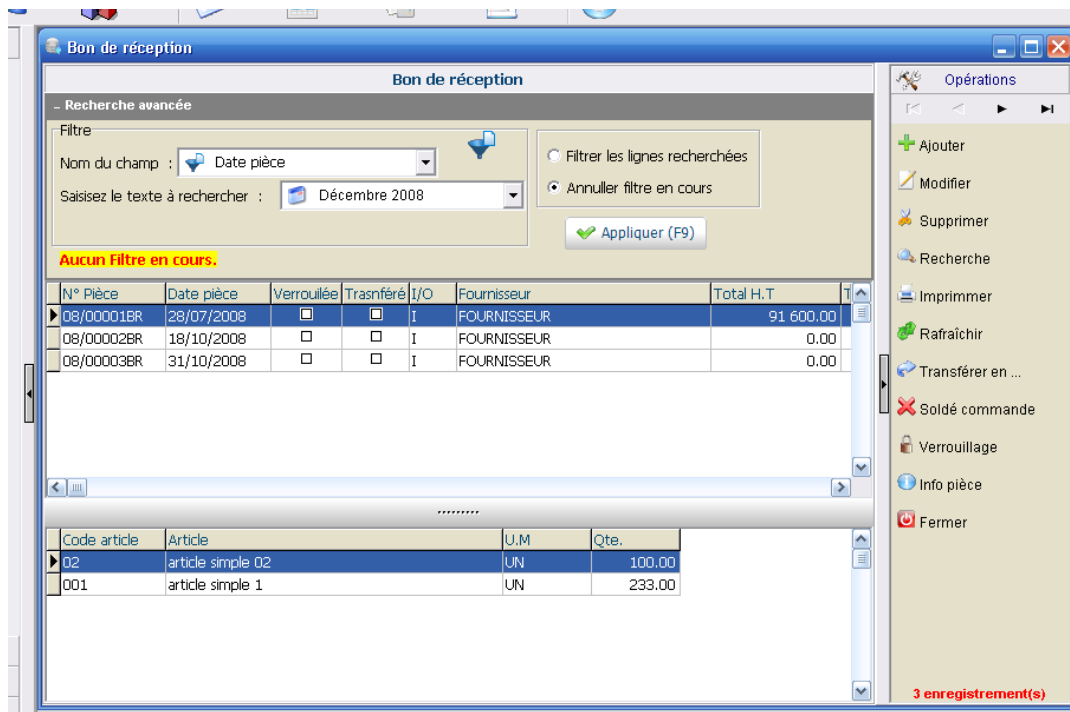 Bon de réception
Bon de réception
Opérations
– Recherche avancée
Filtre
Nom du champ : Date pièce
Saisisez le texte à rechercher : Décembre 2008
Filtrer les lignes recherchées
Annuller filtre en cours
Appliquer (F9)
Aucun Filtre en cours.
N° Pièce Date pièce Verrouilée Trasnféré I/O Fournisseur Total H.T T
08/00001BR 28/07/2008 I FOURNISSEUR 91 600.00
08/00002BR 18/10/2008 I FOURNISSEUR 0.00
08/00003BR 31/10/2008 I FOURNISSEUR 0.00
Code article Article U.M Qte.
02 article simple 02 UN 100.00
001 article simple 1 UN 233.00
Ajouter
Modifier
Supprimer
Recherche
Imprimmer
Rafraîchir
Transférer en ...
Soldé commande
Verrouillage
Info pièce
Fermer
3 enregistrement(s)